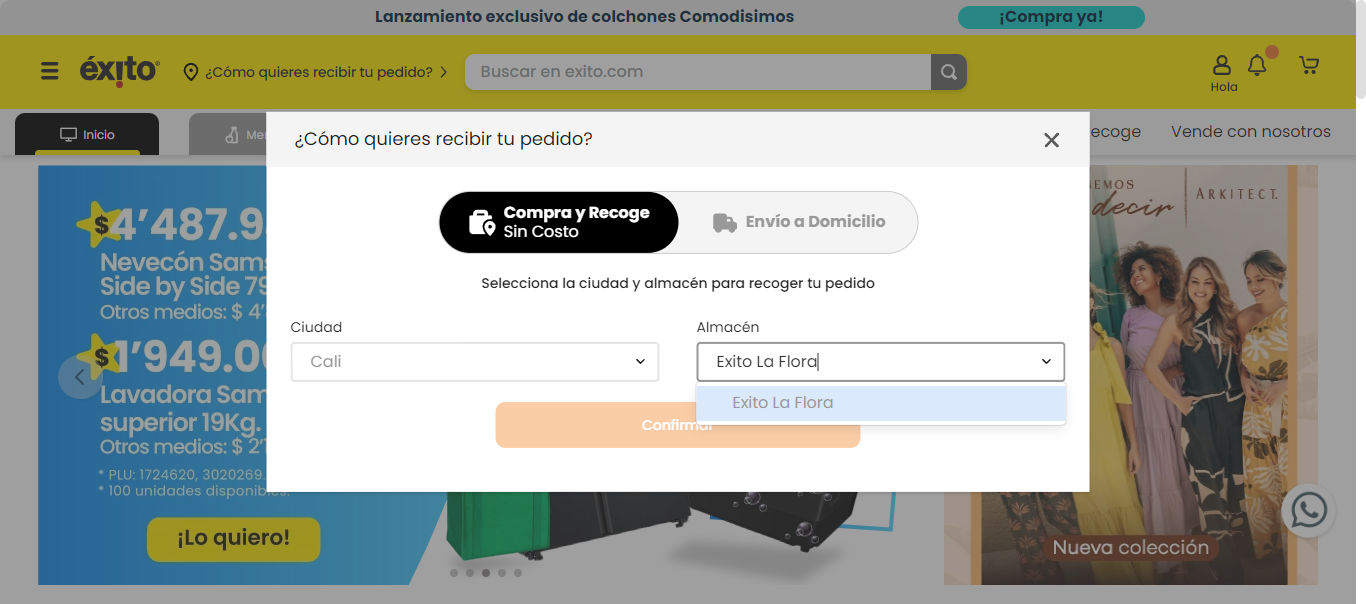 Lanzamiento exclusivo de colchones Comodisimos
¡Compra ya!
éxito
¿Cómo quieres recibir tu pedido?
Buscar en exito.com
Hola
Inicio
Vende con nosotros
¿Cómo quieres recibir tu pedido?
Compra y Recoge
Sin Costo
Envío a Domicilio
Selecciona la ciudad y almacén para recoger tu pedido
Ciudad
Almacén
Cali
Exito La Flora
Exito La Flora
Confirmar
$4’487.9
Nevecón Sams
Side by Side 79
Otros medios: $ 4’
$1’949.0
Lavadora Sam
superior 19Kg.
Otros medios: $ 2’1
* PLU: 1724620, 3020269.
* 100 unidades disponibles.
¡Lo quiero!
decir
ARKITECT.
Nueva colección